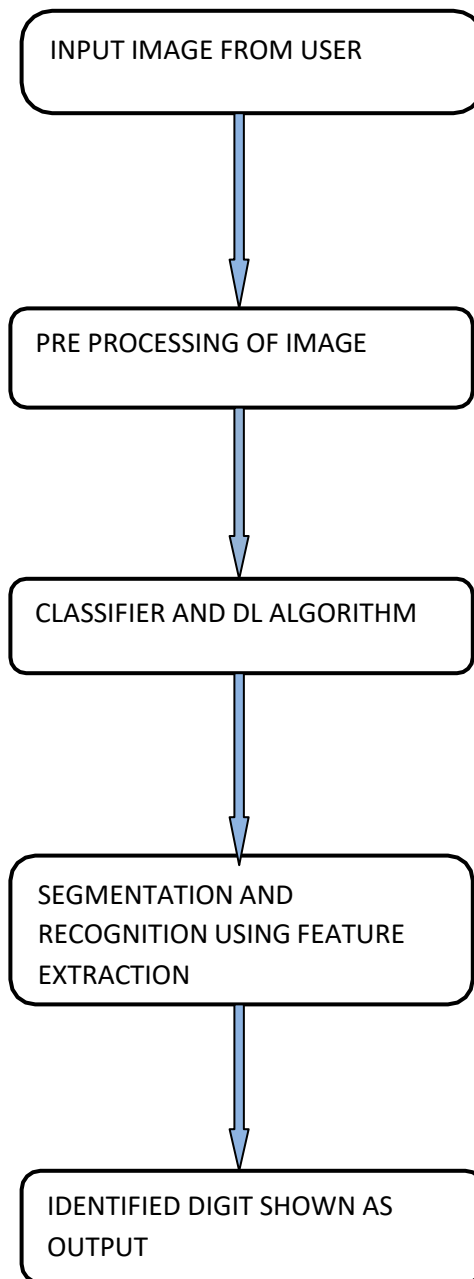 INPUT IMAGE FROM USER
PRE PROCESSING OF IMAGE
CLASSIFIER AND DL ALGORITHM
SEGMENTATION AND
RECOGNITION USING FEATURE
EXTRACTION
IDENTIFIED DIGIT SHOWN AS
OUTPUT